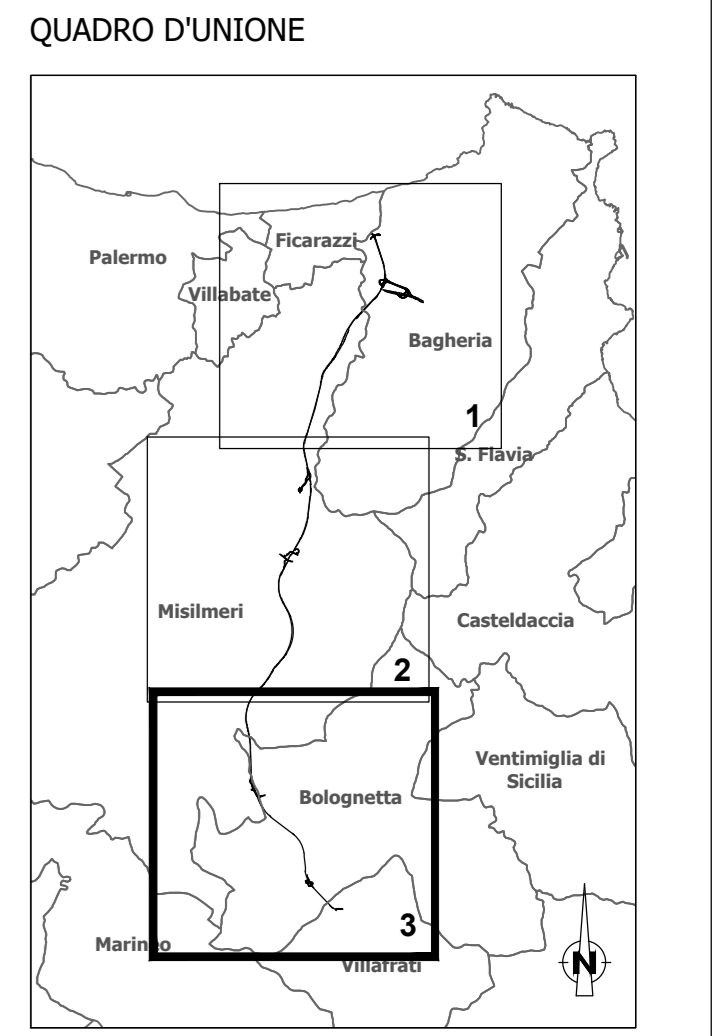 QUADRO D'UNIONE
Ficarazzi
Palermo
Villabate
Bagheria
1
S. Flavia
Misilmeri
Casteldaccia
2
Ventimiglia di
Sicilia
Bolognetta
3
Marineo
Villafrati
N